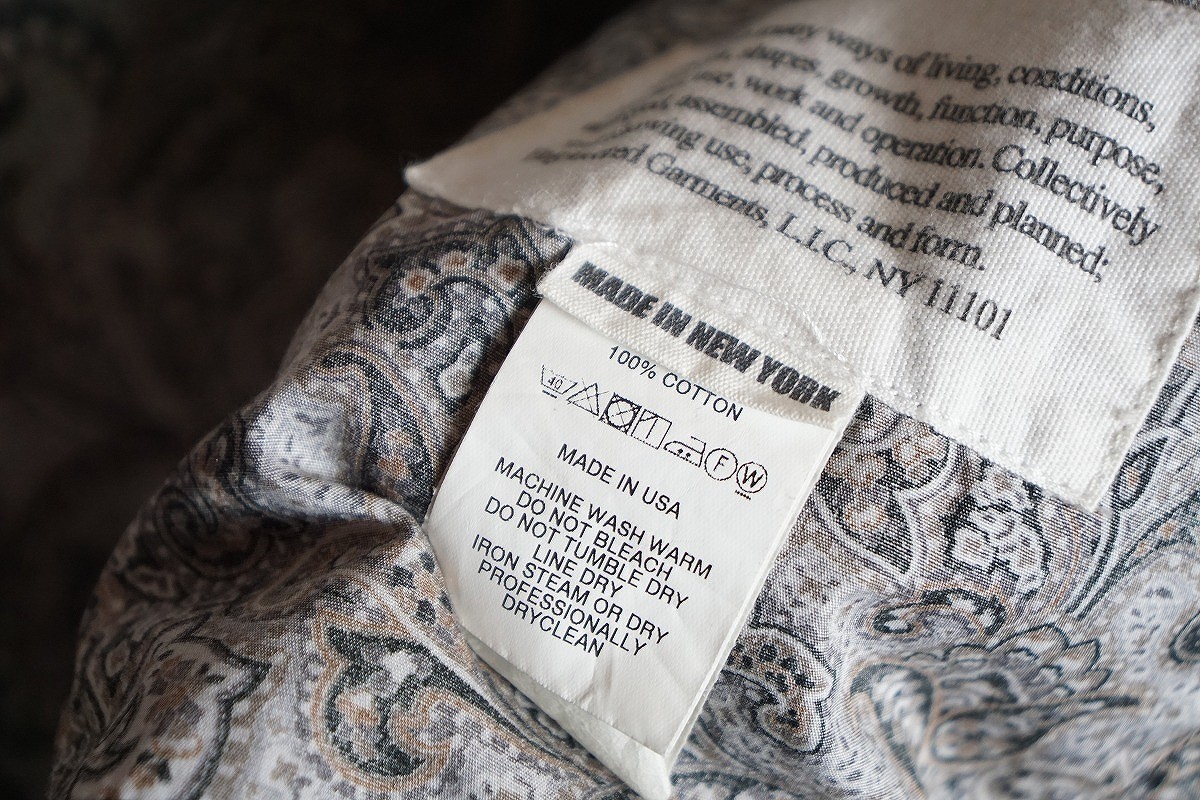 ways of living, conditions,
shapes, growth, function, purpose,
use, work and operation. Collectively
assembled, produced and planned;
use, process and form.
Garments, L.I.C., NY 11101
MADE IN NEW YORK
100% COTTON
40 F W
MADE IN USA
MACHINE WASH WARM
DO NOT BLEACH
DO NOT TUMBLE DRY
LINE DRY
IRON STEAM OR DRY
PROFESSIONALLY
DRYCLEAN